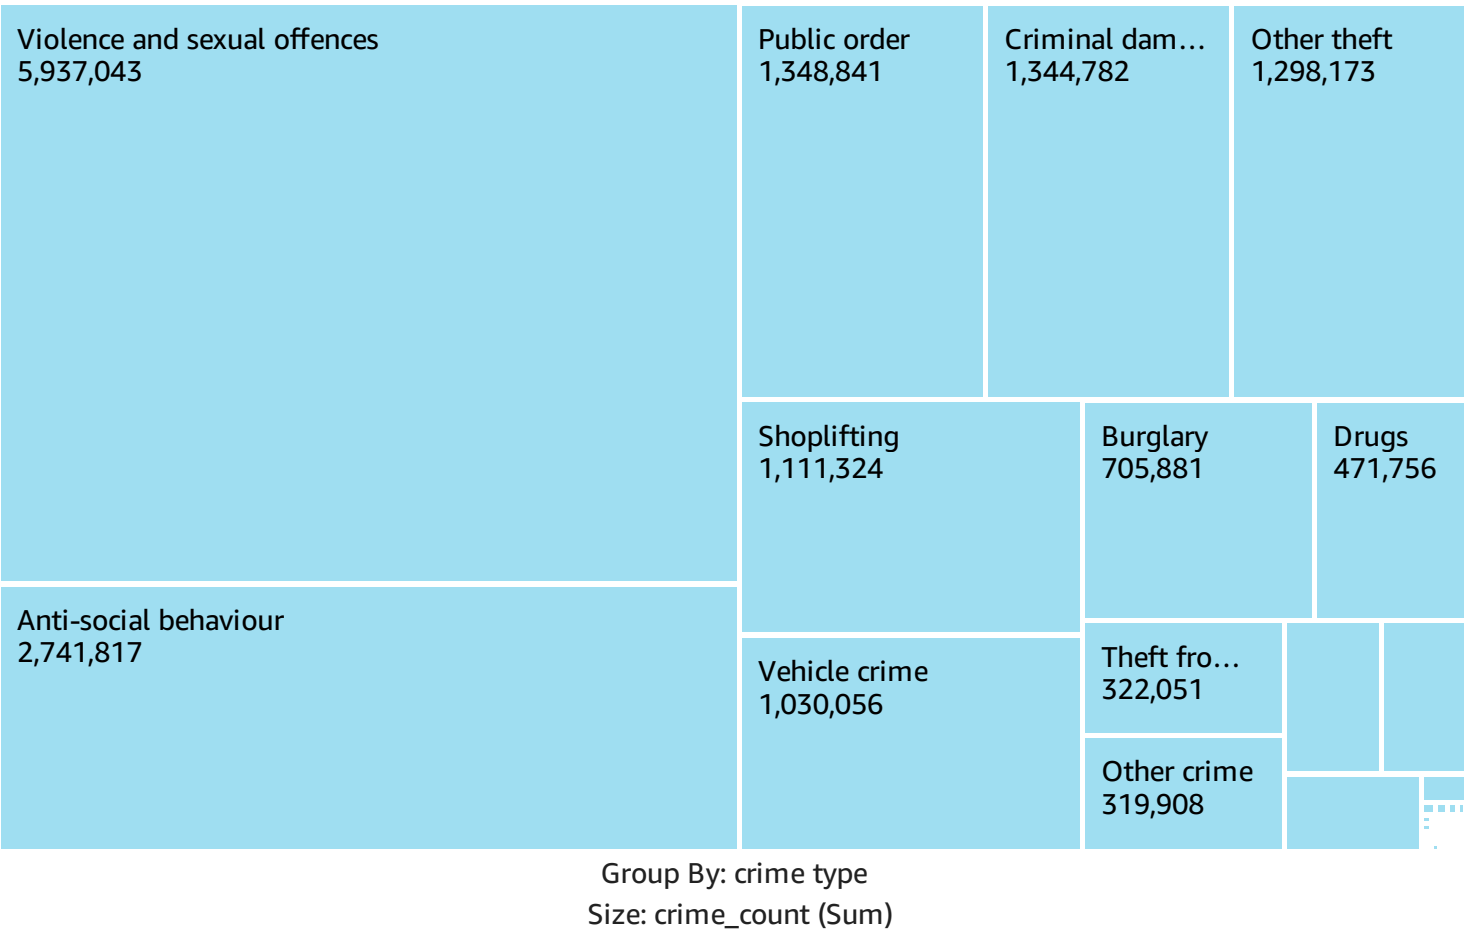 Violence and sexual offences
5,937,043
Public order
1,348,841
Criminal dam…
1,344,782
Other theft
1,298,173
Shoplifting
1,111,324
Burglary
705,881
Drugs
471,756
Anti-social behaviour
2,741,817
Vehicle crime
1,030,056
Theft fro…
322,051
Other crime
319,908
Group By: crime type
Size: crime_count (Sum)